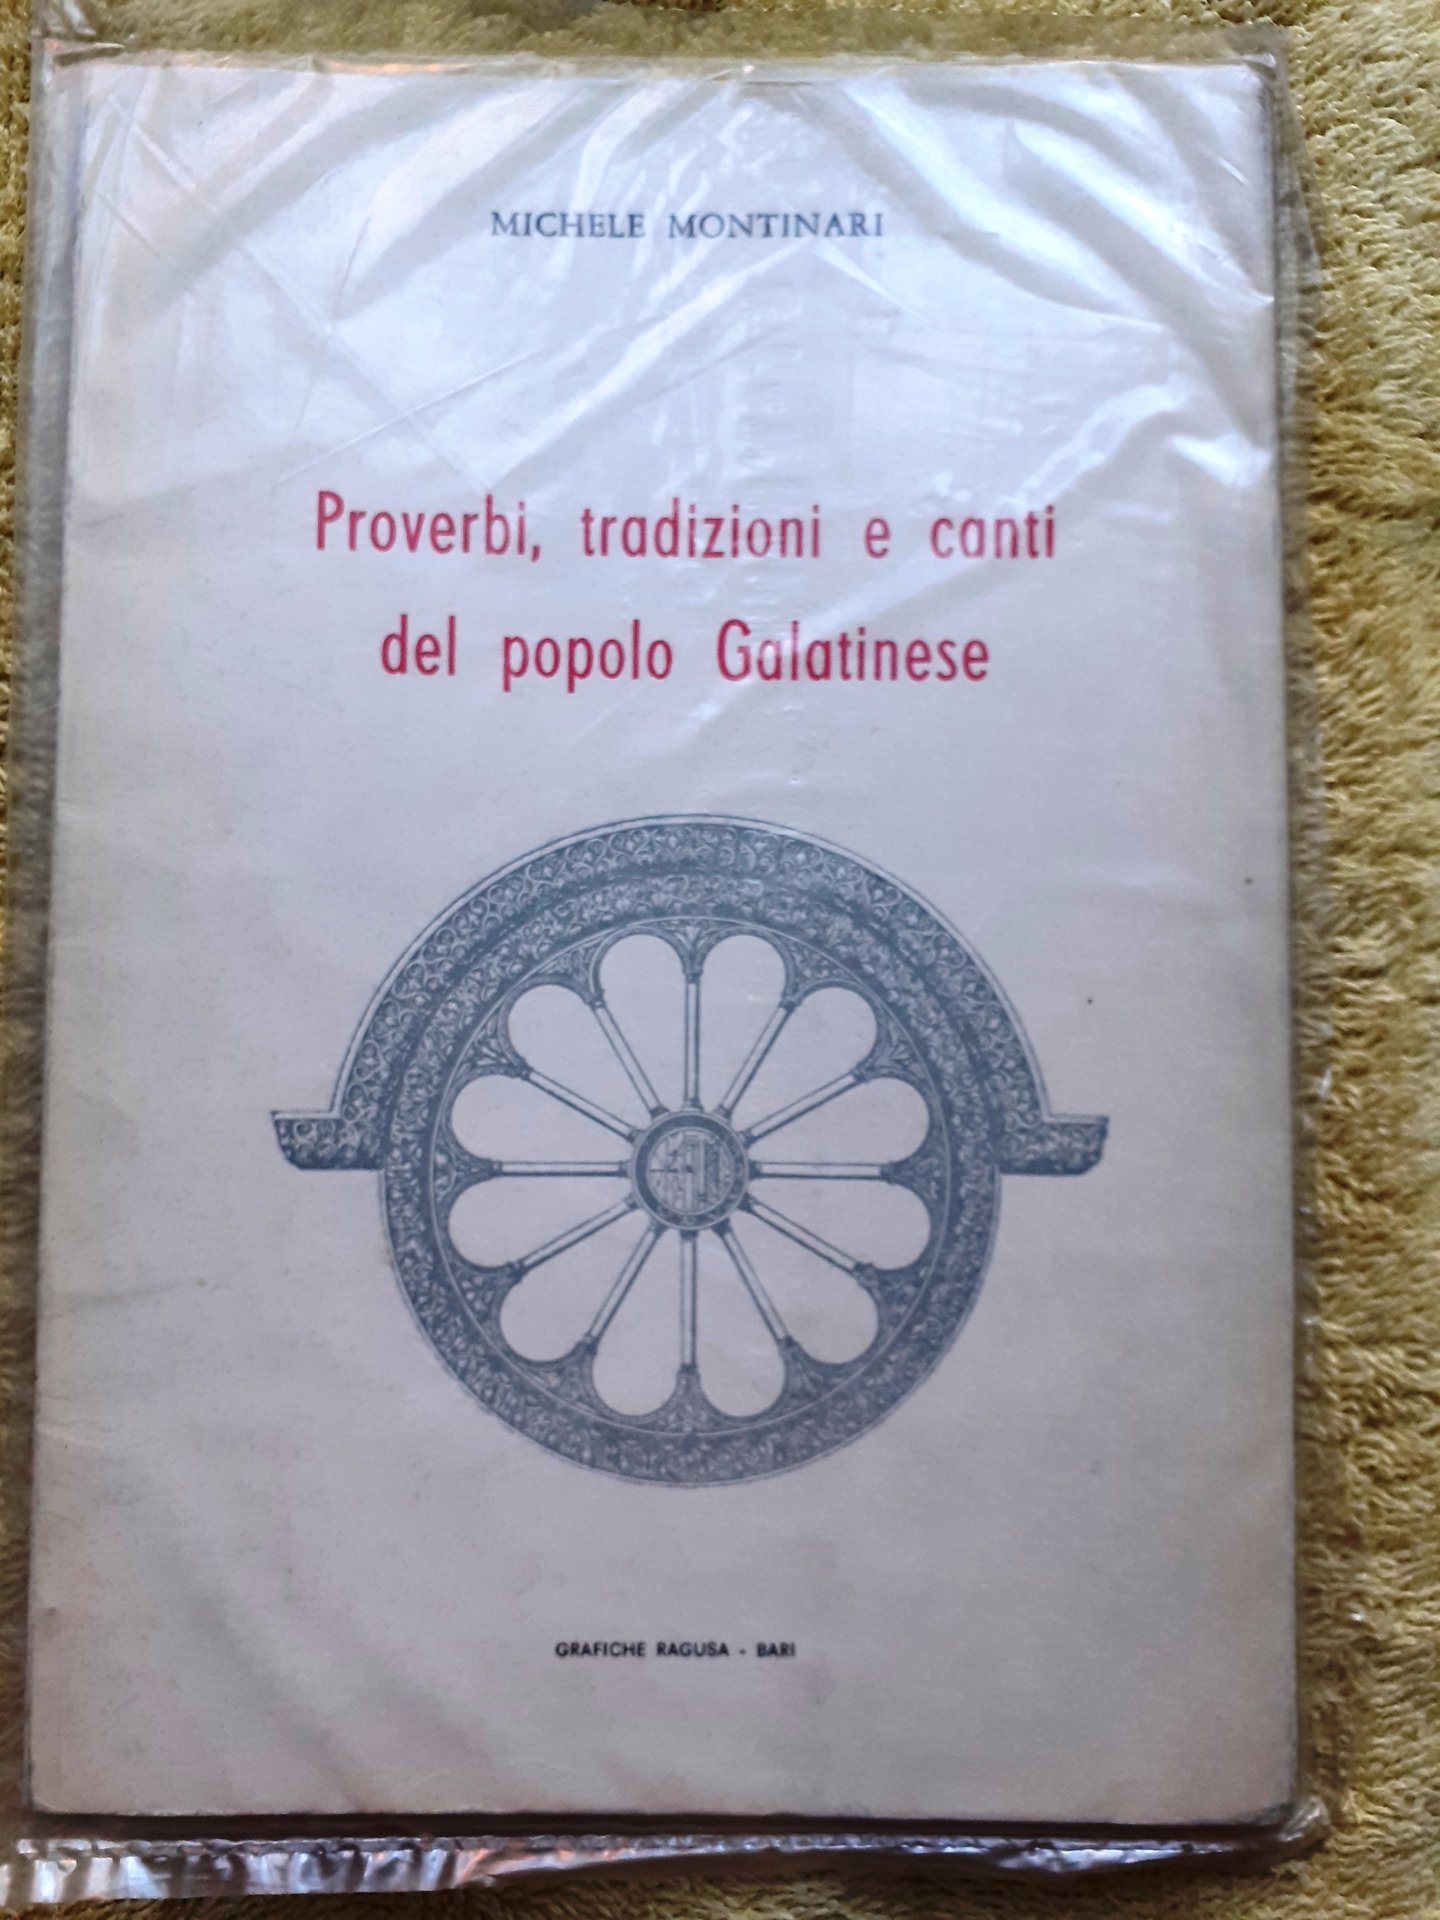 MICHELE MONTINARI
Proverbi, tradizioni e canti
del popolo Galatinese
GRAFICHE RAGUSA - BARI